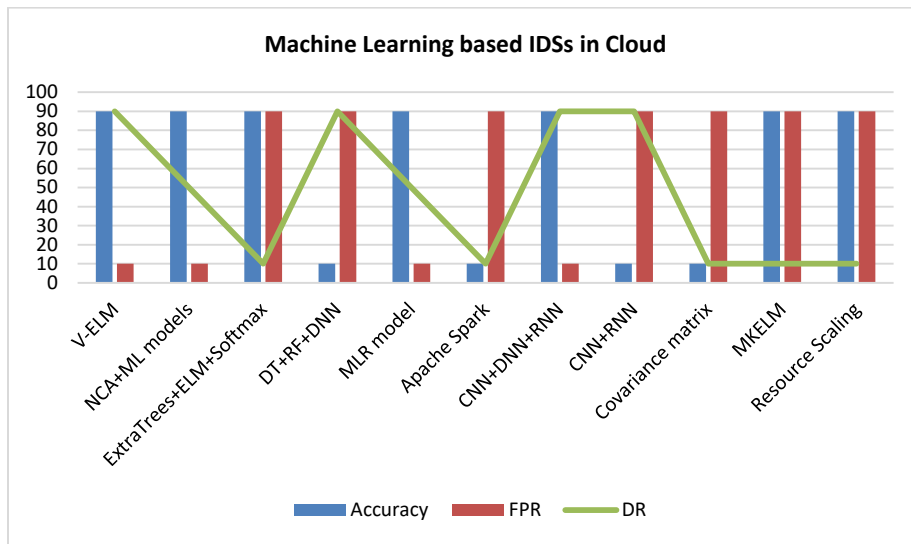 Machine Learning based IDSs in Cloud
100
90
80
70
60
50
40
30
20
10
0
V-ELM
NCA+ML models
ExtraTrees+ELM+Softmax
DT+RF+DNN
MLR model
Apache Spark
CNN+DNN+RNN
CNN+RNN
Covariance matrix
MKELM
Resource Scaling
Accuracy FPR DR